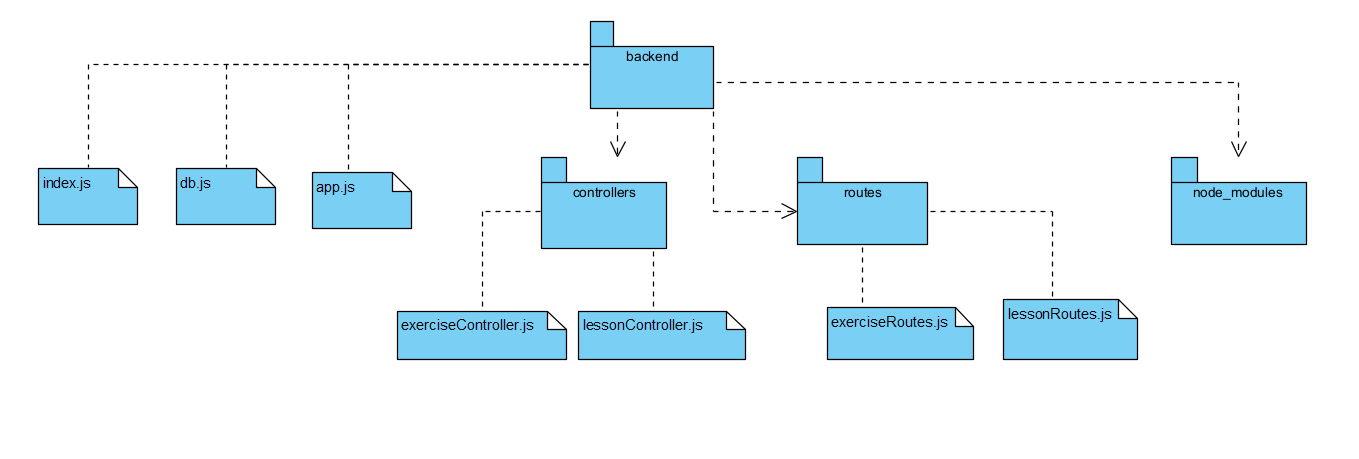 backend
index.js
db.js
app.js
controllers
routes
node_modules
exerciseController.js
lessonController.js
exerciseRoutes.js
lessonRoutes.js